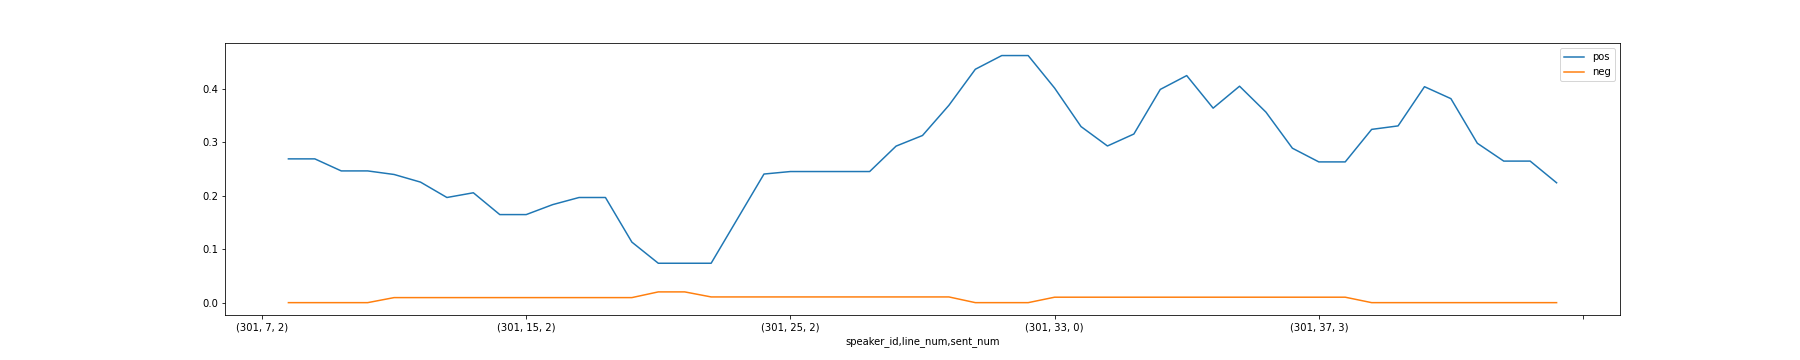 pos
neg
0.4
0.3
0.2
0.1
0.0
(301, 7, 2) (301, 15, 2) (301, 25, 2) (301, 33, 0) (301, 37, 3)
speaker_id,line_num,sent_num